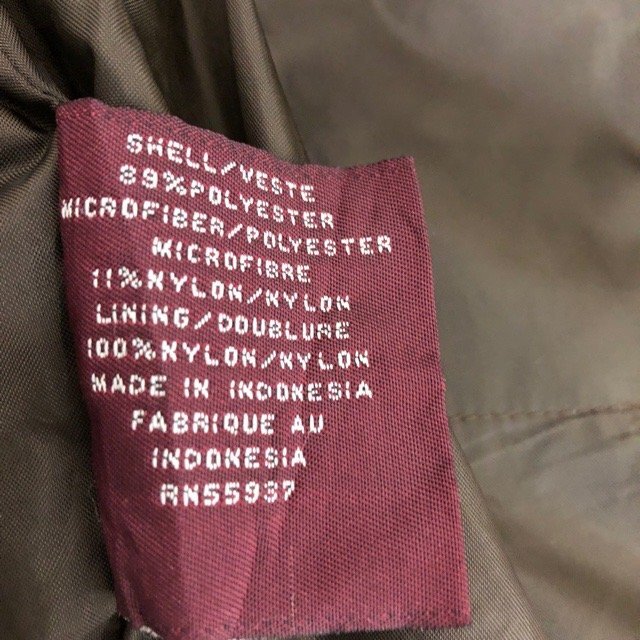 SHELL/VESTE
89%POLYESTER
MICROFIBER/POLYESTER
MICROFIBRE
11%NYLON/NYLON
LINING/DOUBLURE
100%NYLON/NYLON
MADE IN INDONESIA
FABRIQUE AU
INDONESIA
RN55937